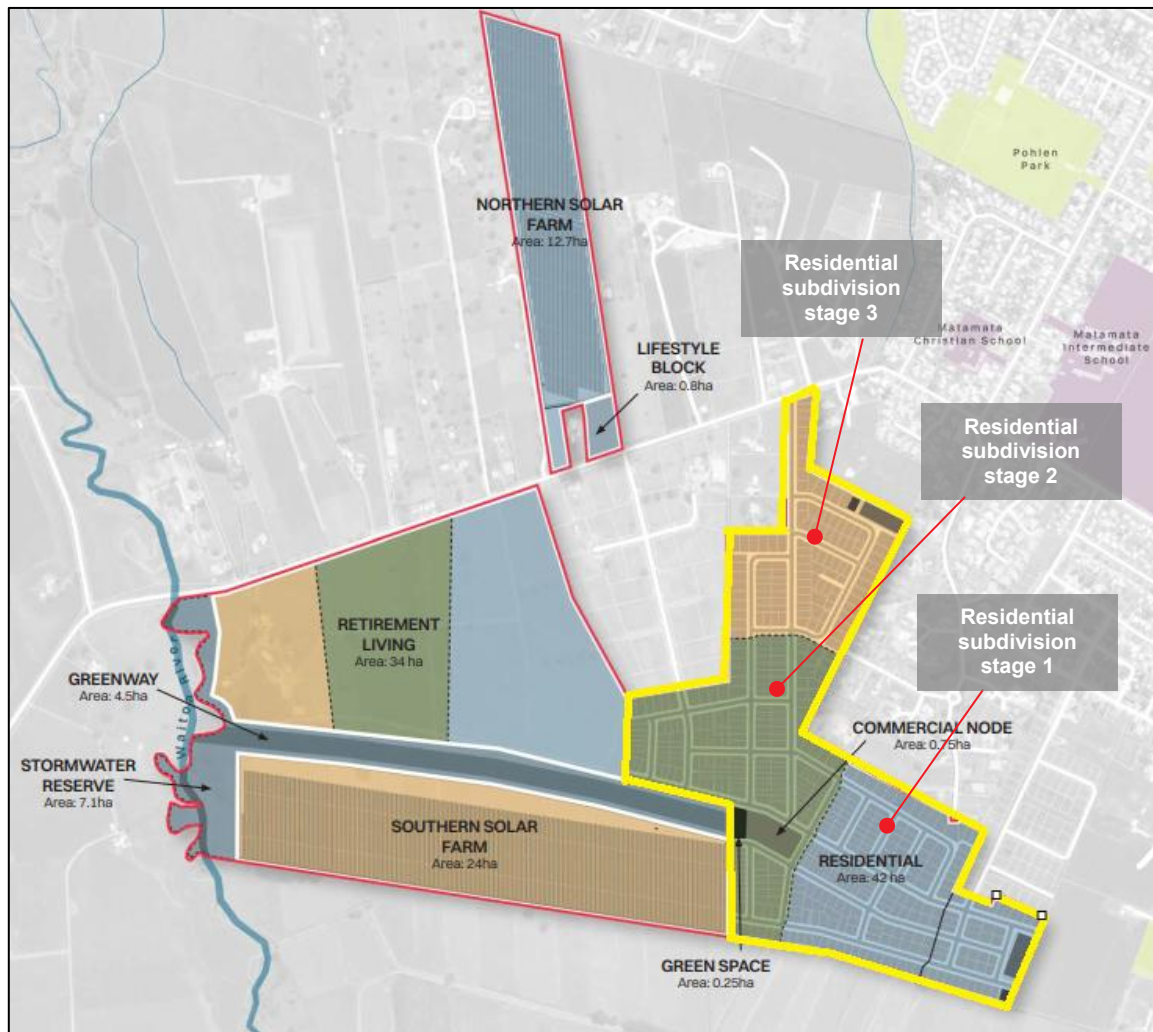 Pohlen
Park
NORTHERN SOLAR
FARM
Area: 12.7ha
Residential
subdivision
stage 3
Matamata
Christian School
Matamata
Intermediate
School
LIFESTYLE
BLOCK
Area: 0.8ha
Residential
subdivision
stage 2
Residential
subdivision
stage 1
RETIREMENT
LIVING
Area: 34 ha
Waitoa River
GREENWAY
Area: 4.5ha
COMMERCIAL NODE
Area: 0.75ha
STORMWATER
RESERVE
Area: 7.1ha
SOUTHERN SOLAR
FARM
Area: 24ha
RESIDENTIAL
Area: 42 ha
GREEN SPACE
Area: 0.25ha